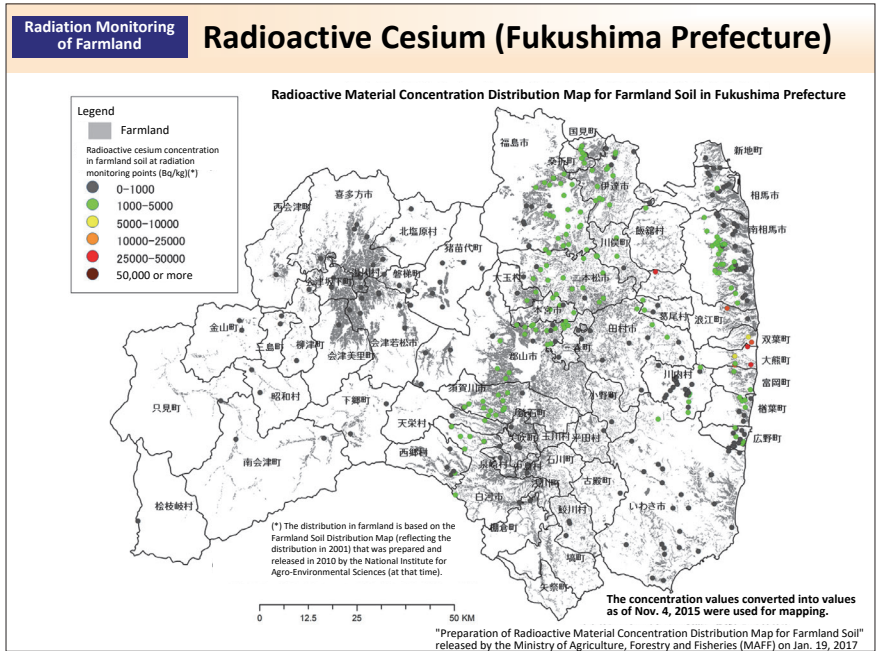 Radiation Monitoring
of Farmland
Radioactive Cesium (Fukushima Prefecture)
Radioactive Material Concentration Distribution Map for Farmland Soil in Fukushima Prefecture
Legend
Farmland
Radioactive cesium concentration
in farmland soil at radiation
monitoring points (Bq/kg)(*)
0-1000
1000-5000
5000-10000
10000-25000
25000-50000
50,000 or more
国見町
福島市
桑折町
新地町
伊達市
喜多方市
相馬市
西会津町
北塩原村
飯舘村
南相馬市
猪苗代町
川俣町
磐梯町
大玉村
二本松市
会津坂下町
本宮市
葛尾村
浪江町
金山町
田村市
三島町
柳津町
会津若松市
三春町
双葉町
会津美里町
郡山市
大熊町
川内村
須賀川市
富岡町
只見町
昭和村
下郷町
小野町
楢葉町
天栄村
鏡石町
広野町
矢吹町
玉川村
平田村
西郷村
南会津町
泉崎村
中島村
石川町
古殿町
浅川町
白河市
いわき市
檜枝岐村
鮫川村
棚倉町
塙町
矢祭町
(*) The distribution in farmland is based on the
Farmland Soil Distribution Map (reflecting the
distribution in 2001) that was prepared and
released in 2010 by the National Institute for
Agro-Environmental Sciences (at that time).
The concentration values converted into values
as of Nov. 4, 2015 were used for mapping.
0 12.5 25 50 KM
"Preparation of Radioactive Material Concentration Distribution Map for Farmland Soil"
released by the Ministry of Agriculture, Forestry and Fisheries (MAFF) on Jan. 19, 2017